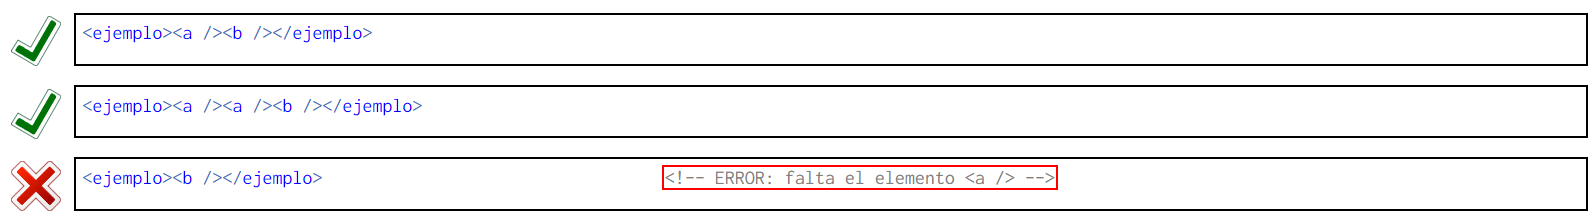 <ejemplo><a /><b /></ejemplo>
<ejemplo><a /><a /><b /></ejemplo>
<ejemplo><b /></ejemplo> <!-- ERROR: falta el elemento <a /> -->